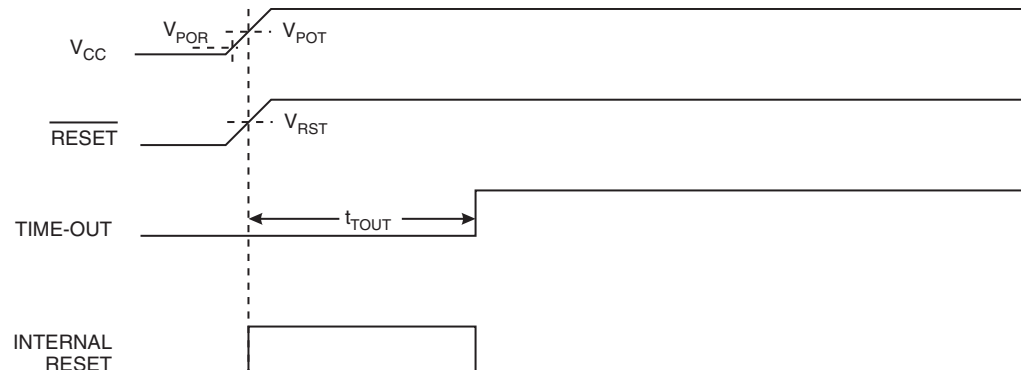 V_POR
V_POT
V_CC
RESET
V_RST
TIME-OUT
t_TOUT
INTERNAL
RESET